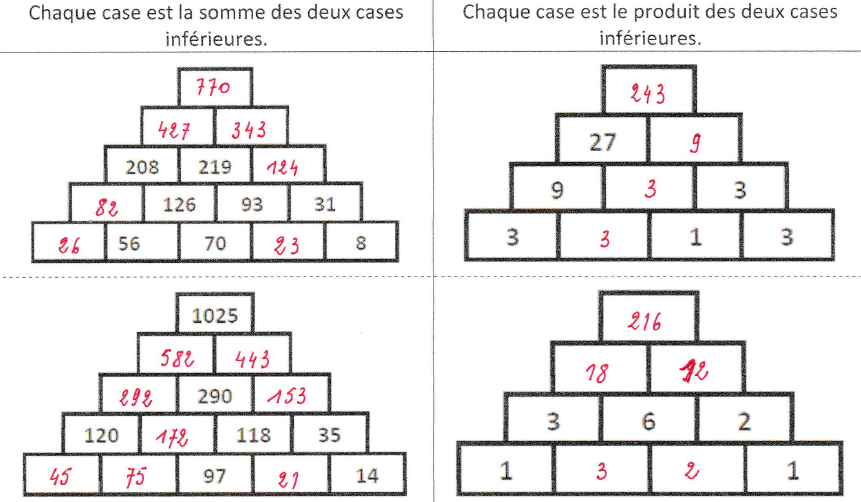 Chaque case est la somme des deux cases
inférieures.
770
427 343
208 219 124
82 126 93 31
26 56 70 23 8
Chaque case est le produit des deux cases
inférieures.
243
27 9
9 3 3
3 3 1 3
1025
582 443
292 290 153
120 172 118 35
45 75 97 21 14
216
18 12
3 6 2
1 3 2 1